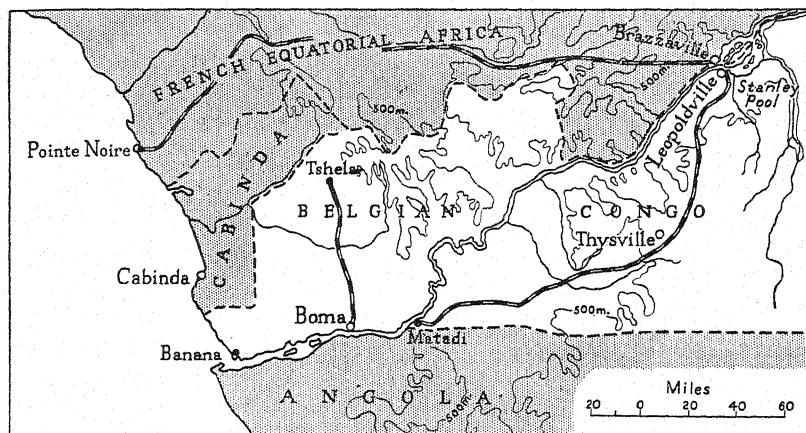 FRENCH EQUATORIAL AFRICA
Brazzaville
500m.
500m.
Stanley
Pool
Leopoldville
Pointe Noire
CABINDA
Tshela
BELGIAN CONGO
Thysville
Cabinda
Boma
500m.
Matadi
Banana
ANGOLA
500m.
Miles
20 0 20 40 60